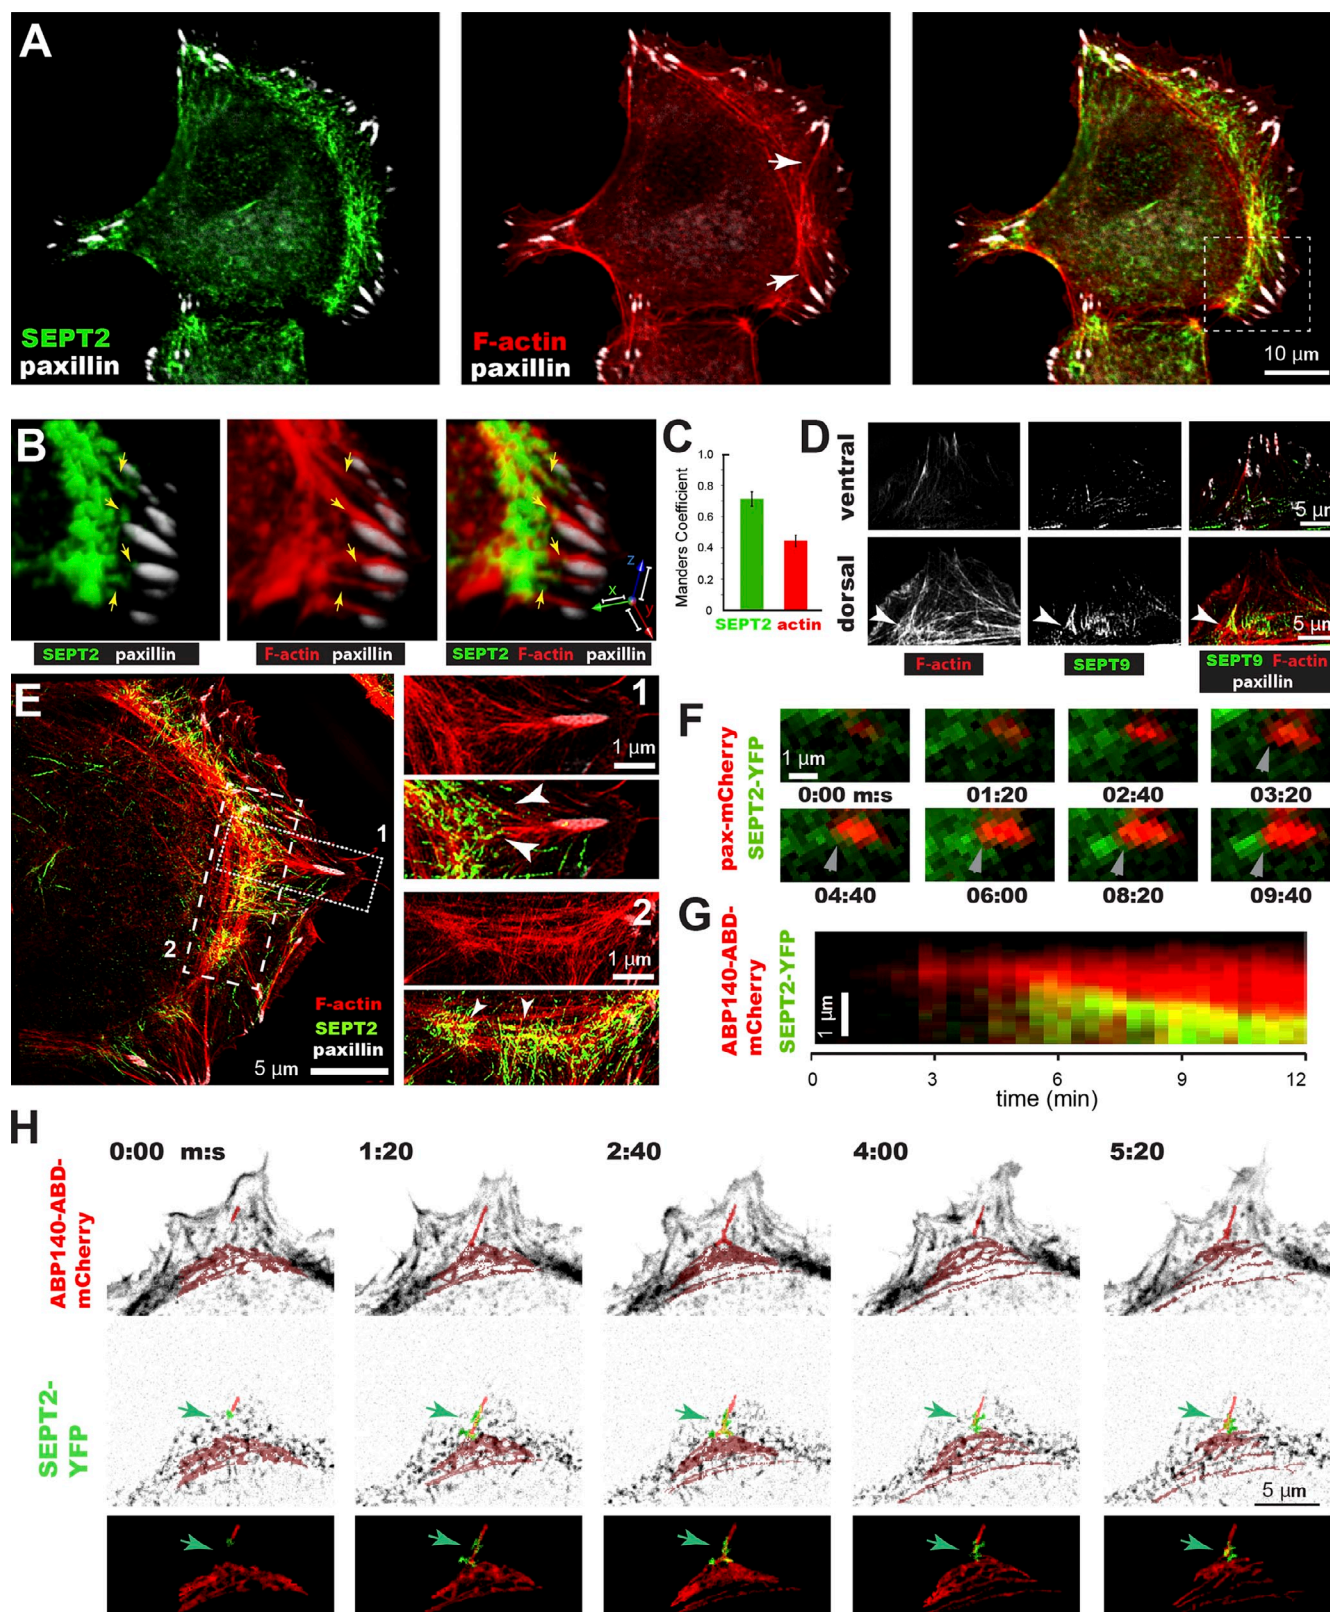 A
SEPT2
paxillin
F-actin
paxillin
10 µm
B
SEPT2 paxillin
F-actin paxillin
SEPT2 F-actin paxillin
z
x
y
C
Manders Coefficient
1.0
0.8
0.6
0.4
0.2
0
SEPT2 actin
D
ventral
5 µm
dorsal
5 µm
F-actin
SEPT9
SEPT9 F-actin
paxillin
E
1
2
F-actin
SEPT2
paxillin
5 µm
1
1 µm
2
1 µm
F
pax-mCherry
SEPT2-YFP
1 µm
0:00 m:s 01:20 02:40 03:20
04:40 06:00 08:20 09:40
G
ABP140-ABD-
mCherry
SEPT2-YFP
1 µm
0 3 6 9 12
time (min)
H
0:00 m:s 1:20 2:40 4:00 5:20
ABP140-ABD-
mCherry
SEPT2-
YFP
5 µm